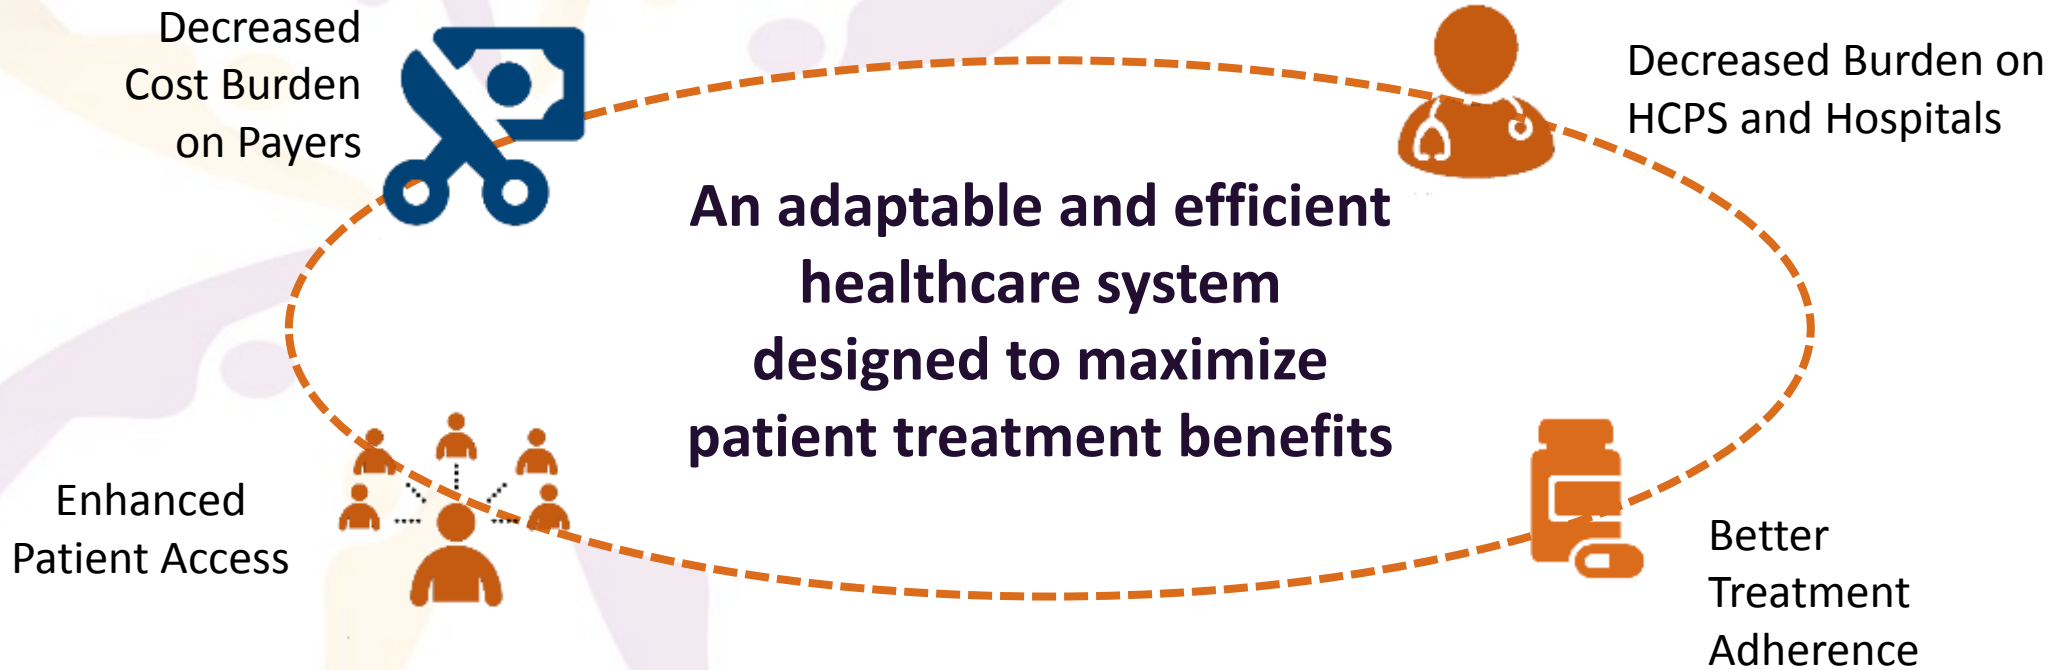 Decreased
Cost Burden
on Payers
Decreased Burden on
HCPS and Hospitals
An adaptable and efficient
healthcare system
designed to maximize
patient treatment benefits
Enhanced
Patient Access
Better
Treatment
Adherence